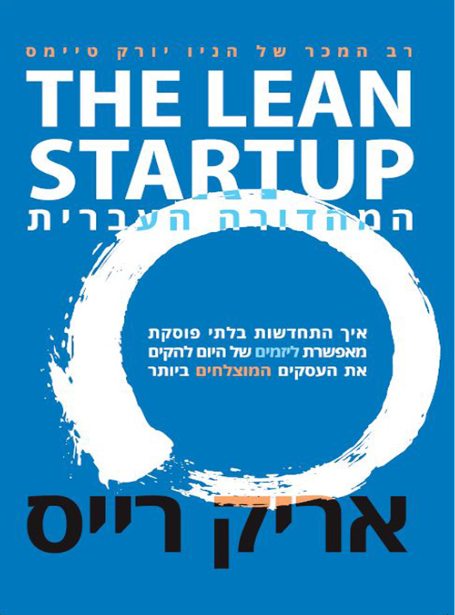 רב המכר של הניו יורק טיימס
THE LEAN
STARTUP
המהדורה העברית
איך התחדשות בלתי פוסקת
מאפשרת ליזמים של היום להקים
את העסקים המוצלחים ביותר
אריק רייס